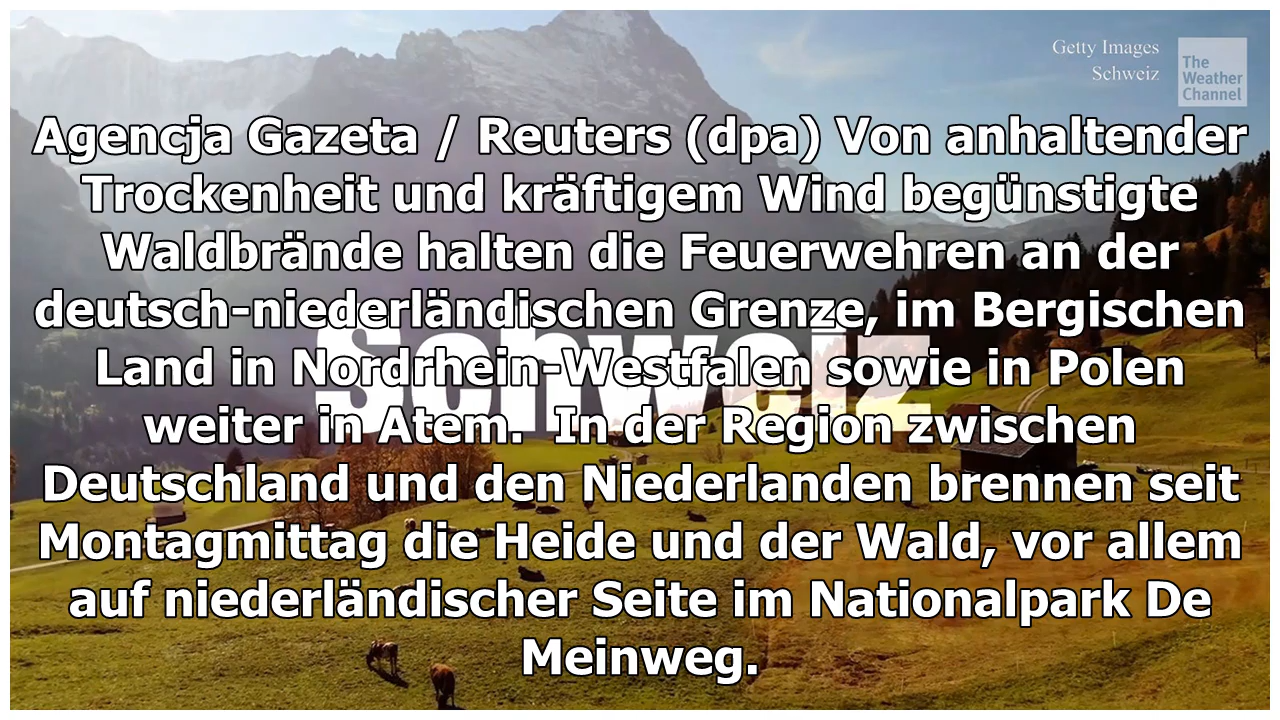 Getty Images
Schweiz
The
Weather
Channel
Agencja Gazeta / Reuters (dpa) Von anhaltender
Trockenheit und kräftigem Wind begünstigte
Waldbrände halten die Feuerwehren an der
deutsch-niederländischen Grenze, im Bergischen
Land in Nordrhein-Westfalen sowie in Polen
weiter in Atem.  In der Region zwischen
Deutschland und den Niederlanden brennen seit
Montagmittag die Heide und der Wald, vor allem
auf niederländischer Seite im Nationalpark De
Meinweg.
Schweiz